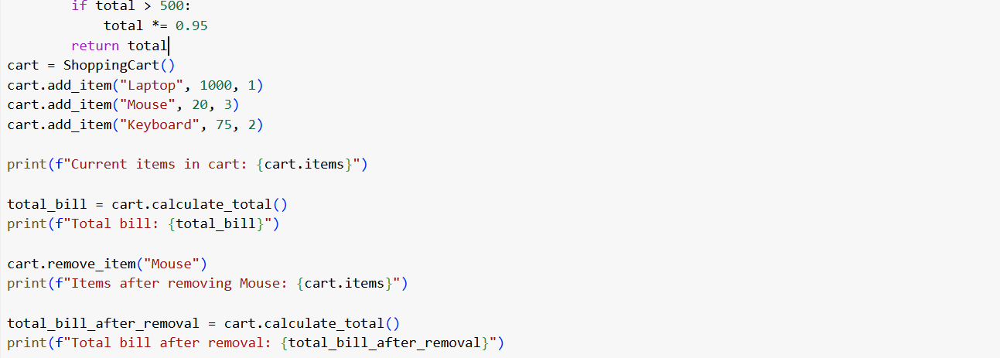 if total > 500:
total *= 0.95
return total
cart = ShoppingCart()
cart.add_item("Laptop", 1000, 1)
cart.add_item("Mouse", 20, 3)
cart.add_item("Keyboard", 75, 2)
print(f"Current items in cart: {cart.items}")
total_bill = cart.calculate_total()
print(f"Total bill: {total_bill}")
cart.remove_item("Mouse")
print(f"Items after removing Mouse: {cart.items}")
total_bill_after_removal = cart.calculate_total()
print(f"Total bill after removal: {total_bill_after_removal}")